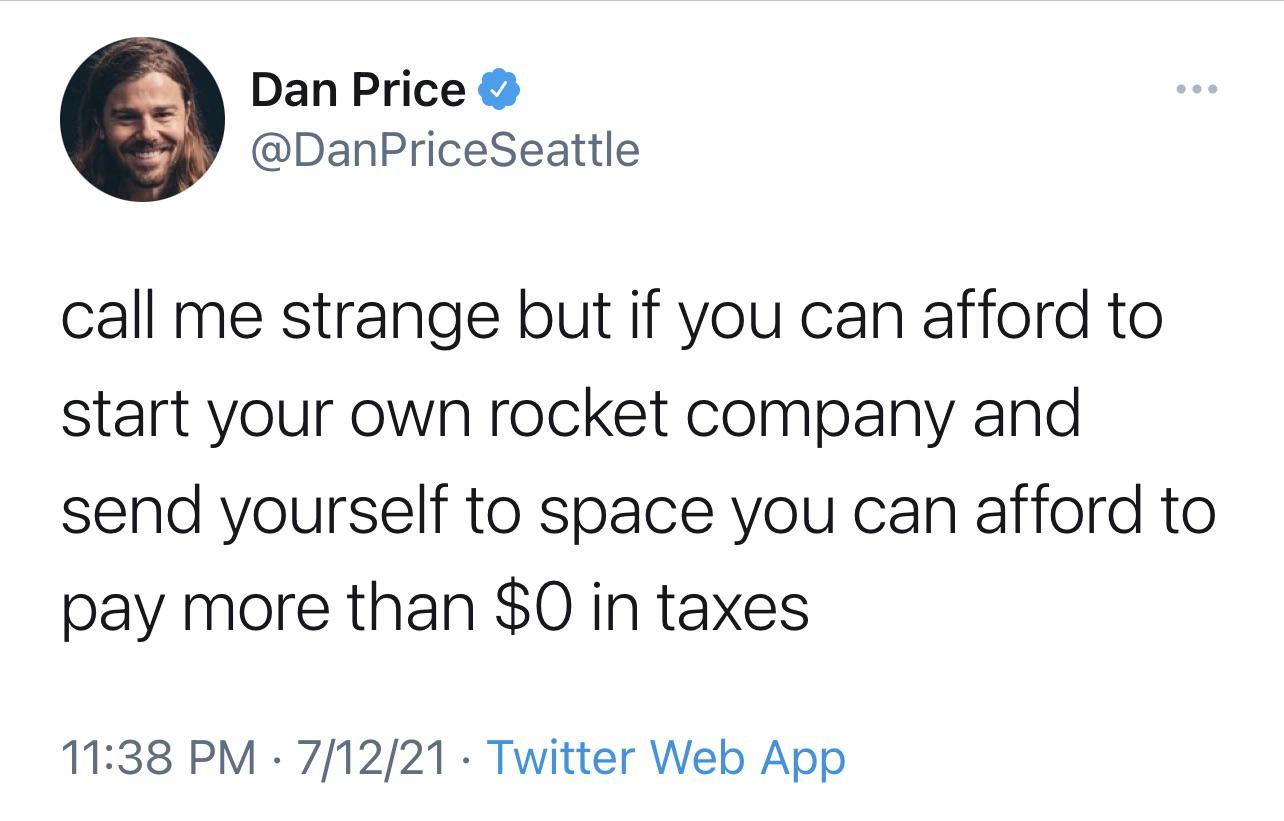 Dan Price
@DanPriceSeattle
call me strange but if you can afford to
start your own rocket company and
send yourself to space you can afford to
pay more than $0 in taxes
11:38 PM · 7/12/21 · Twitter Web App